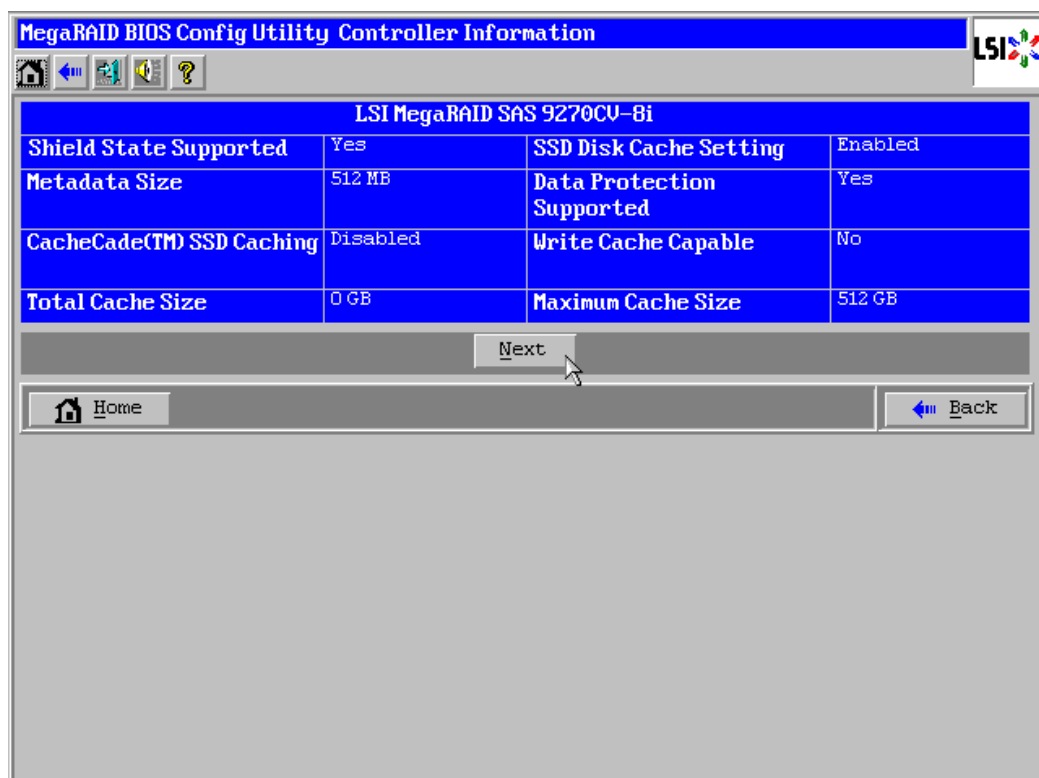 MegaRAID BIOS Config Utility Controller Information
LSI
?
LSI MegaRAID SAS 9270CV-8i
Shield State Supported Yes SSD Disk Cache Setting Enabled
Metadata Size 512 MB Data Protection Yes
Supported
CacheCade(TM) SSD Caching Disabled Write Cache Capable No
Total Cache Size 0 GB Maximum Cache Size 512 GB
Next
Home Back